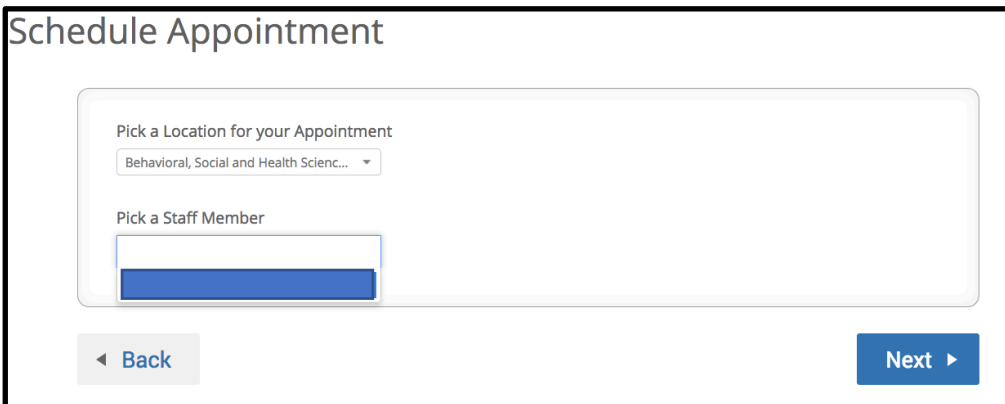 Schedule Appointment
Pick a Location for your Appointment
Behavioral, Social and Health Scienc...
Pick a Staff Member
Back
Next